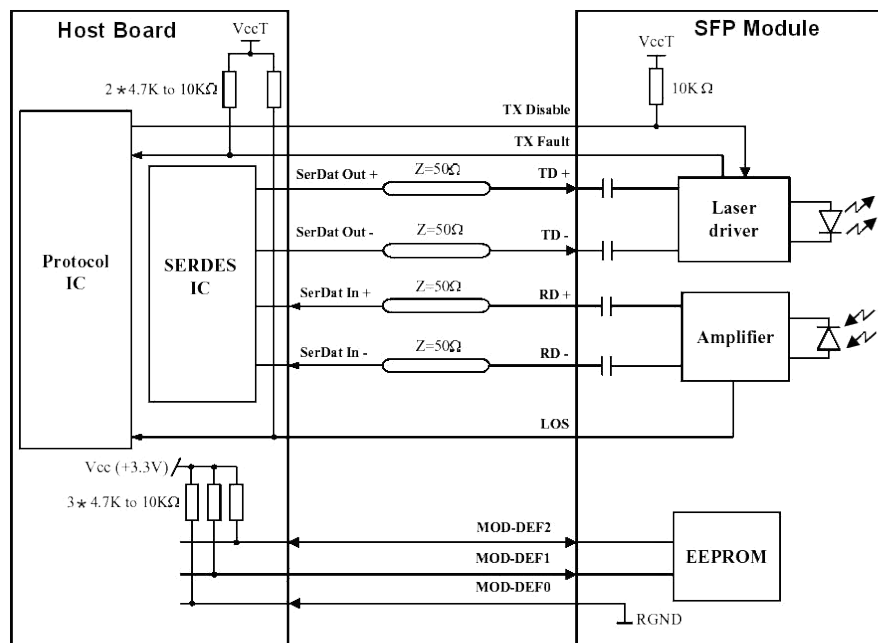 Host Board
SFP Module
VccT
VccT
2*4.7K to 10KΩ
10KΩ
TX Disable
TX Fault
SerDat Out +
Z=50Ω
TD +
SerDat Out -
Z=50Ω
TD -
Laser
driver
Protocol
IC
SERDES
IC
SerDat In +
Z=50Ω
RD +
SerDat In -
Z=50Ω
RD -
Amplifier
LOS
Vcc (+3.3V)
3*4.7K to 10KΩ
MOD-DEF2
MOD-DEF1
MOD-DEF0
EEPROM
RGND